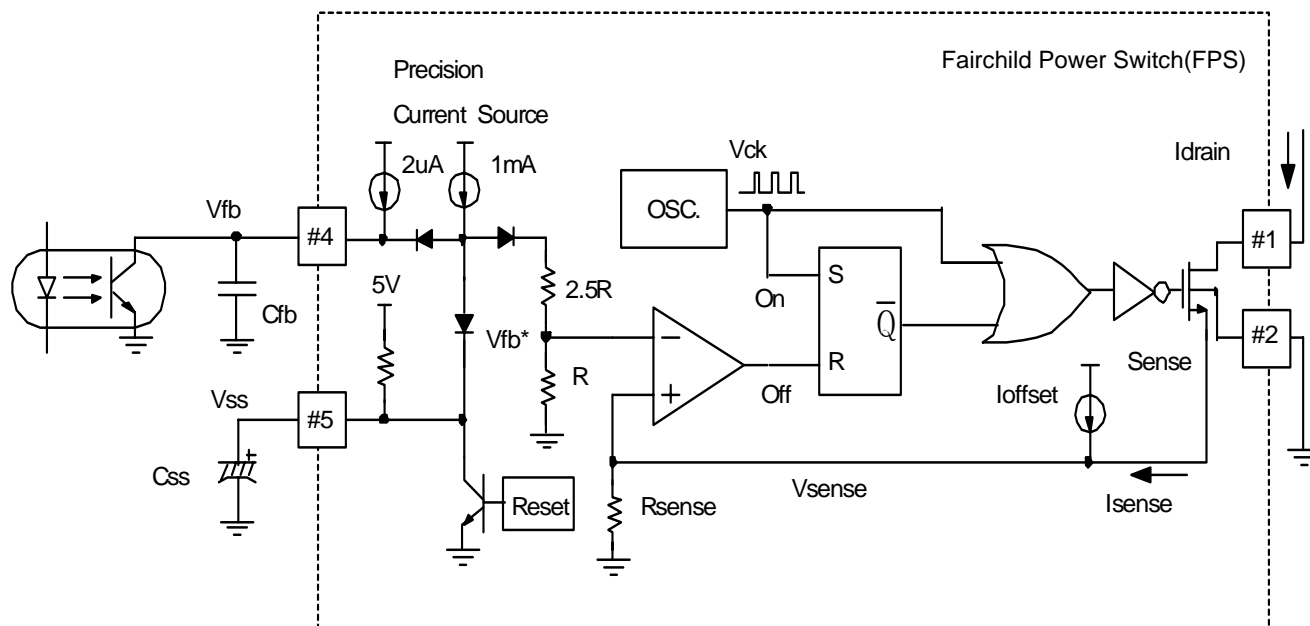 Fairchild Power Switch(FPS)
Precision
Current Source
2uA
1mA
Vck
Idrain
OSC.
Vfb
#4
#1
S
5V
2.5R
On
Q
Cfb
Vfb*
−
#2
R
R
Sense
Vss
+
Off
Ioffset
#5
+
Css
Vsense
Isense
Reset
Rsense